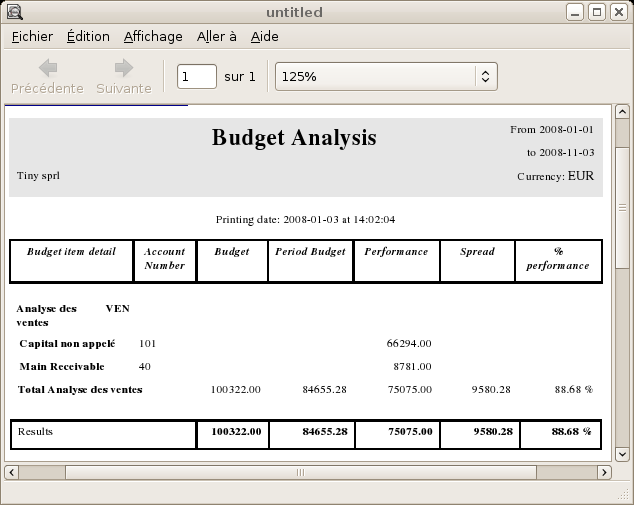 untitled
Fichier Édition Affichage Aller à Aide
Précédente Suivante 1 sur 1 125%
Budget Analysis
From 2008-01-01
to 2008-11-03
Tiny sprl
Currency: EUR
Printing date: 2008-01-03 at 14:02:04
Budget item detail Account Number Budget Period Budget Performance Spread % performance
Analyse des ventes VEN
Capital non appelé 101 66294.00
Main Receivable 40 8781.00
Total Analyse des ventes 100322.00 84655.28 75075.00 9580.28 88.68 %
Results 100322.00 84655.28 75075.00 9580.28 88.68 %